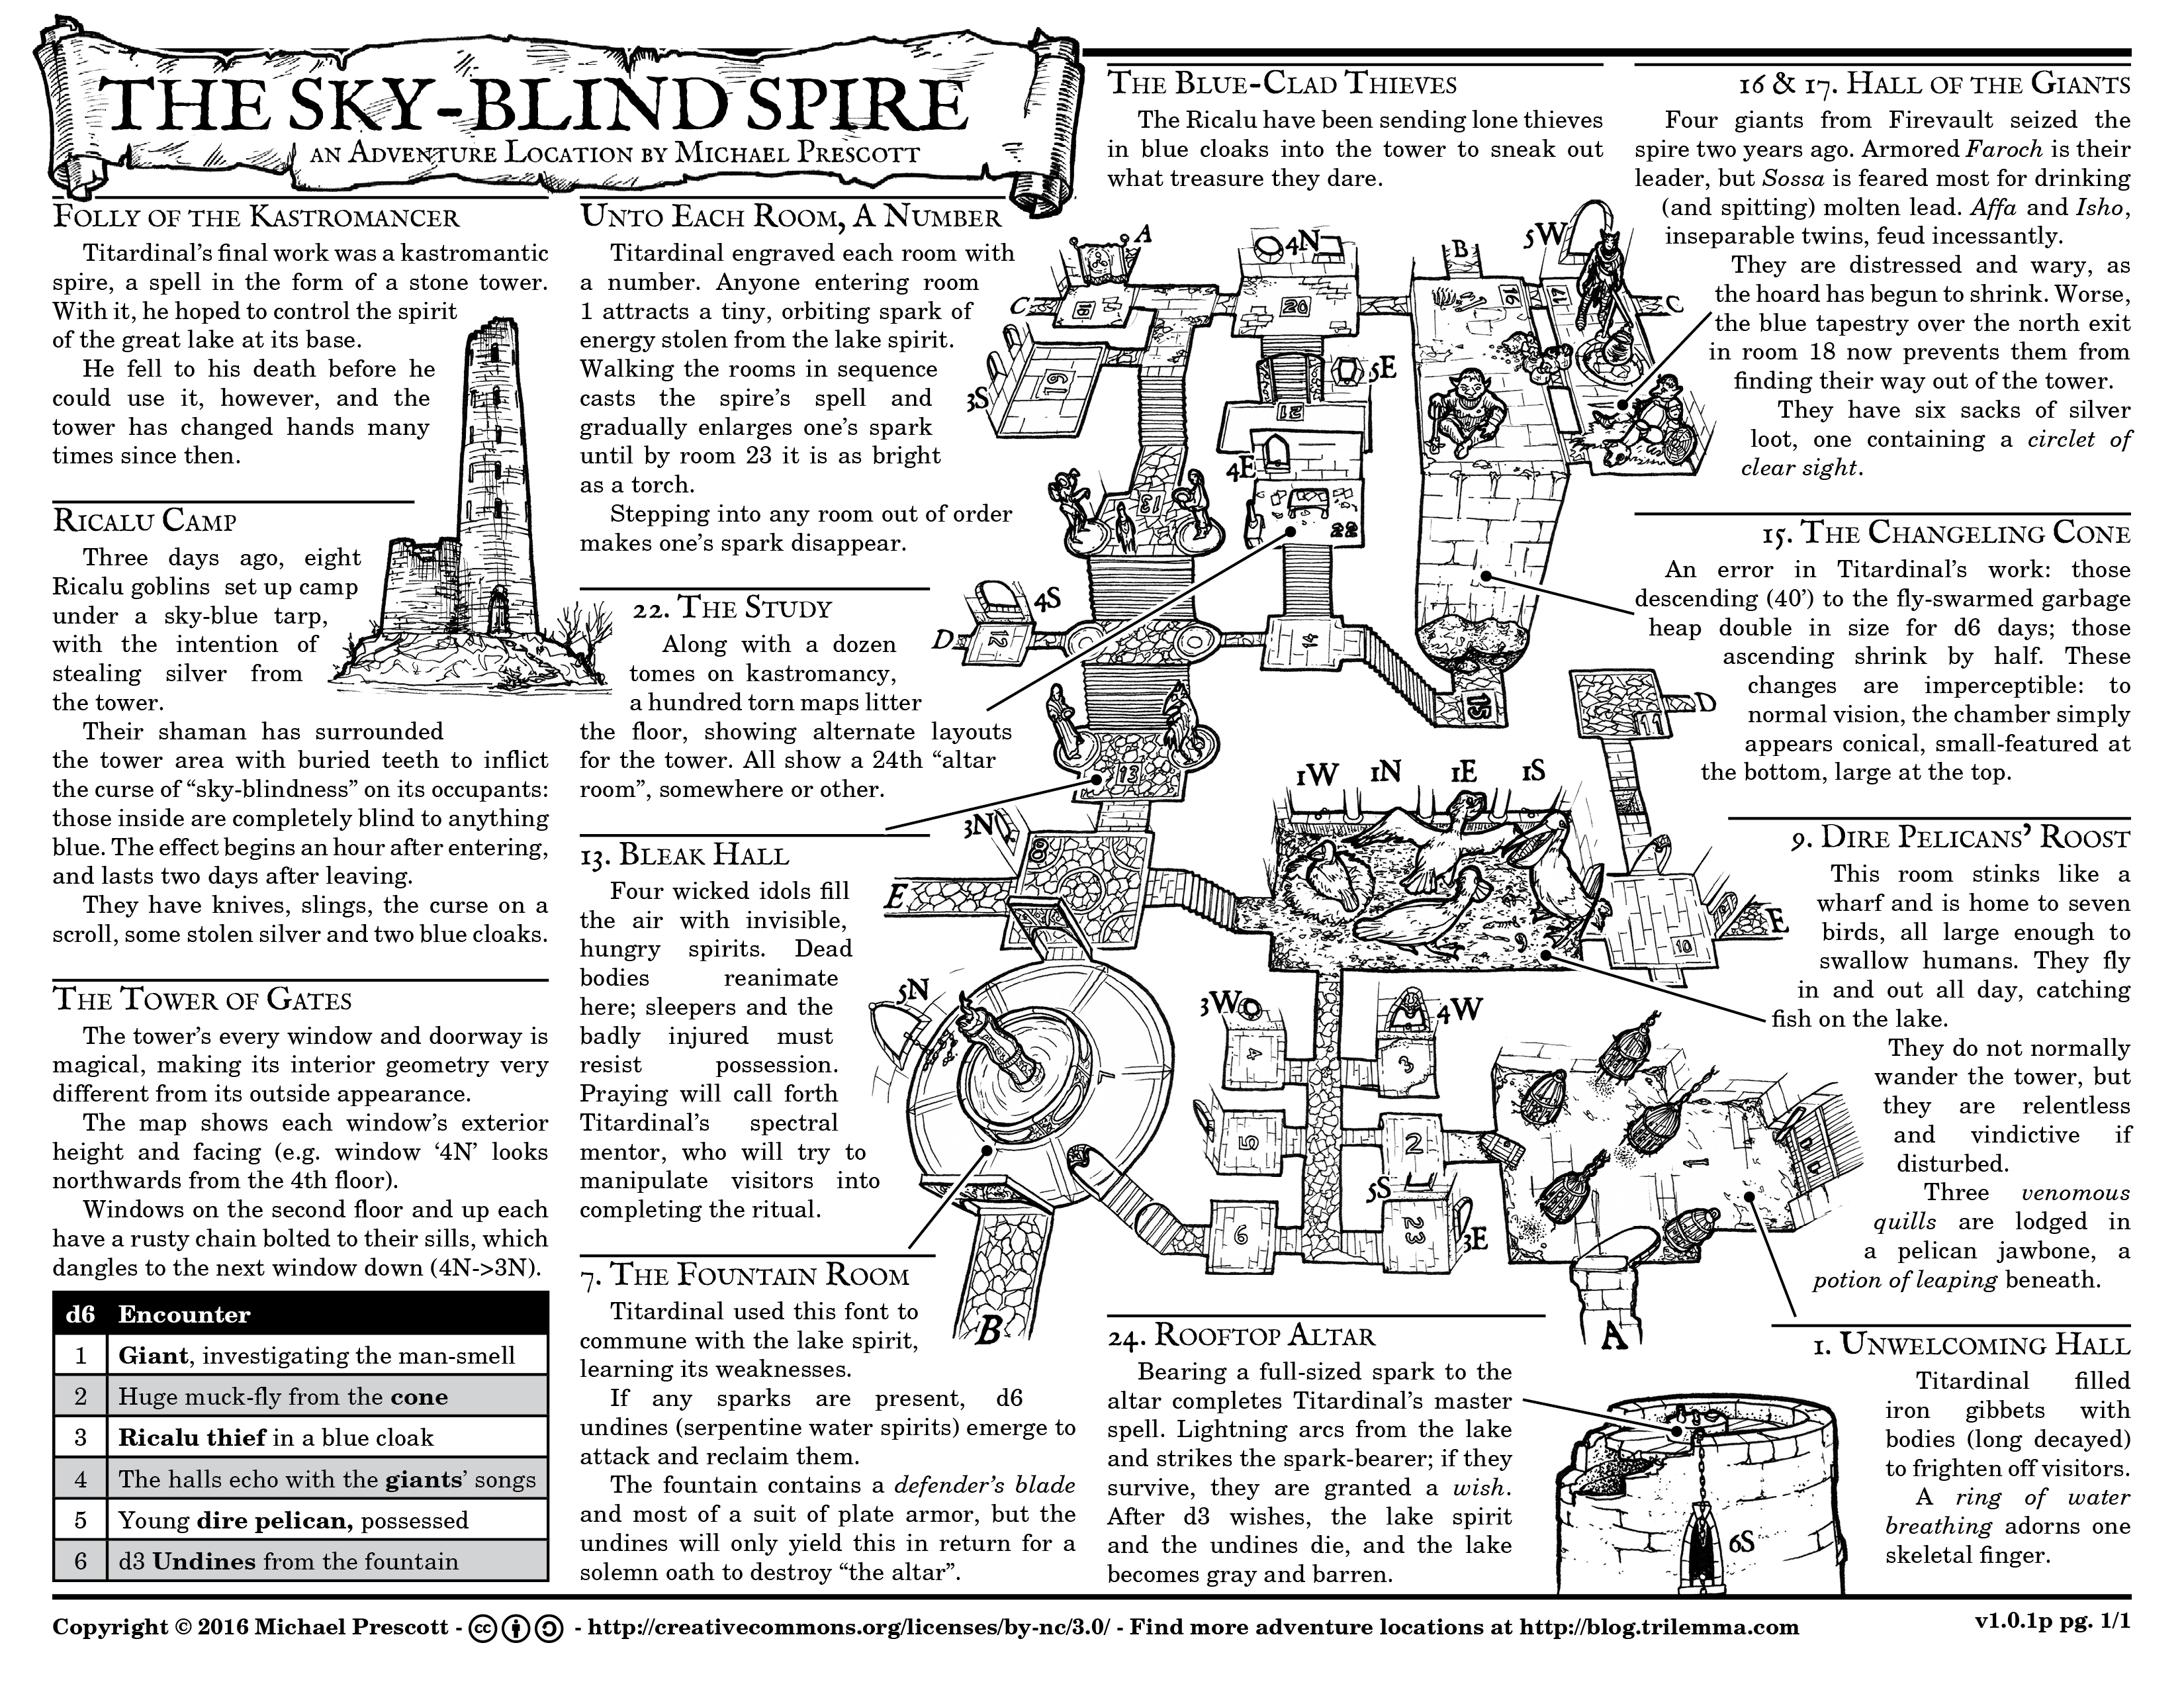 THE SKY-BLIND SPIRE
AN ADVENTURE LOCATION BY MICHAEL PRESCOTT
FOLLY OF THE KASTROMANCER
Titardinal's final work was a kastromantic
spire, a spell in the form of a stone tower.
With it, he hoped to control the spirit
of the great lake at its base.
He fell to his death before he
could use it, however, and the
tower has changed hands many
times since then.
RICALU CAMP
Three days ago, eight
Ricalu goblins set up camp
under a sky-blue tarp,
with the intention of
stealing silver from
the tower.
Their shaman has surrounded
the tower area with buried teeth to inflict
the curse of “sky-blindness” on its occupants:
those inside are completely blind to anything
blue. The effect begins an hour after entering,
and lasts two days after leaving.
They have knives, slings, the curse on a
scroll, some stolen silver and two blue cloaks.
THE TOWER OF GATES
The tower's every window and doorway is
magical, making its interior geometry very
different from its outside appearance.
The map shows each window's exterior
height and facing (e.g. window ‘4N’ looks
northwards from the 4th floor).
Windows on the second floor and up each
have a rusty chain bolted to their sills, which
dangles to the next window down (4N->3N).
d6 Encounter
1 Giant, investigating the man-smell
2 Huge muck-fly from the cone
3 Ricalu thief in a blue cloak
4 The halls echo with the giants' songs
5 Young dire pelican, possessed
6 d3 Undines from the fountain
UNTO EACH ROOM, A NUMBER
Titardinal engraved each room with
a number. Anyone entering room
1 attracts a tiny, orbiting spark of
energy stolen from the lake spirit.
Walking the rooms in sequence
casts the spire's spell and
gradually enlarges one's spark
until by room 23 it is as bright
as a torch.
Stepping into any room out of order
makes one's spark disappear.
22. THE STUDY
Along with a dozen
tomes on kastromancy,
a hundred torn maps litter
the floor, showing alternate layouts
for the tower. All show a 24th “altar
room”, somewhere or other.
13. BLEAK HALL
Four wicked idols fill
the air with invisible,
hungry spirits. Dead
bodies reanimate
here; sleepers and the
badly injured must
resist possession.
Praying will call forth
Titardinal's spectral
mentor, who will try to
manipulate visitors into
completing the ritual.
7. THE FOUNTAIN ROOM
Titardinal used this font to
commune with the lake spirit,
learning its weaknesses.
If any sparks are present, d6
undines (serpentine water spirits) emerge to
attack and reclaim them.
The fountain contains a defender's blade
and most of a suit of plate armor, but the
undines will only yield this in return for a
solemn oath to destroy “the altar”.
THE BLUE-CLAD THIEVES
The Ricalu have been sending lone thieves
in blue cloaks into the tower to sneak out
what treasure they dare.
16 & 17. HALL OF THE GIANTS
Four giants from Firevault seized the
spire two years ago. Armored Faroch is their
leader, but Sossa is feared most for drinking
(and spitting) molten lead. Affa and Isho,
inseparable twins, feud incessantly.
They are distressed and wary, as
the hoard has begun to shrink. Worse,
the blue tapestry over the north exit
in room 18 now prevents them from
finding their way out of the tower.
They have six sacks of silver
loot, one containing a circlet of
clear sight.
15. THE CHANGELING CONE
An error in Titardinal's work: those
descending (40') to the fly-swarmed garbage
heap double in size for d6 days; those
ascending shrink by half. These
changes are imperceptible: to
normal vision, the chamber simply
appears conical, small-featured at
the bottom, large at the top.
9. DIRE PELICANS' ROOST
This room stinks like a
wharf and is home to seven
birds, all large enough to
swallow humans. They fly
in and out all day, catching
fish on the lake.
They do not normally
wander the tower, but
they are relentless
and vindictive if
disturbed.
Three venomous
quills are lodged in
a pelican jawbone, a
potion of leaping beneath.
24. ROOFTOP ALTAR
Bearing a full-sized spark to the
altar completes Titardinal's master
spell. Lightning arcs from the lake
and strikes the spark-bearer; if they
survive, they are granted a wish.
After d3 wishes, the lake spirit
and the undines die, and the lake
becomes gray and barren.
1. UNWELCOMING HALL
Titardinal filled
iron gibbets with
bodies (long decayed)
to frighten off visitors.
A ring of water
breathing adorns one
skeletal finger.
A
4N
B
5W
C
18
20
16
17
C
19
3S
5E
21
4E
13
22
4S
D
12
14
15
11
D
13
1W 1N 1E 1S
3N
8
E
9
10
E
5N
3W
4W
4
3
7
5
2
1
5S
6
23
3E
B
A
6S
Copyright © 2016 Michael Prescott - cc - http://creativecommons.org/licenses/by-nc/3.0/ - Find more adventure locations at http://blog.trilemma.com
v1.0.1p pg. 1/1